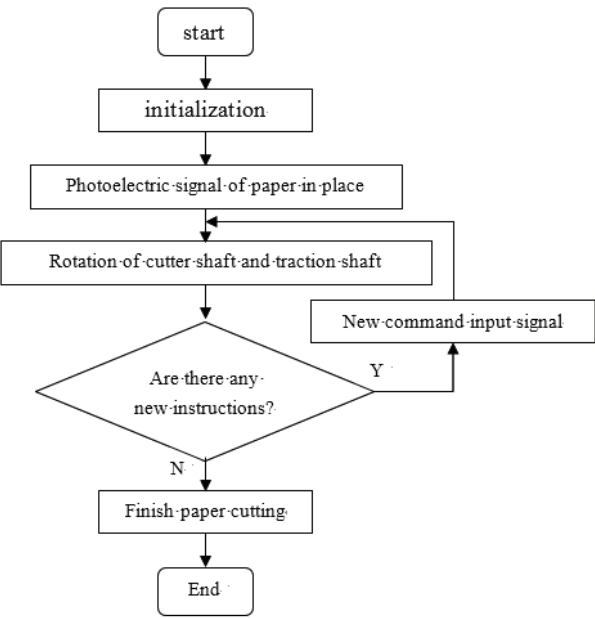 start
initialization
Photoelectric signal of paper in place
Rotation of cutter shaft and traction shaft
New command input signal
Are there any
new instructions?
Y
N
Finish paper cutting
End